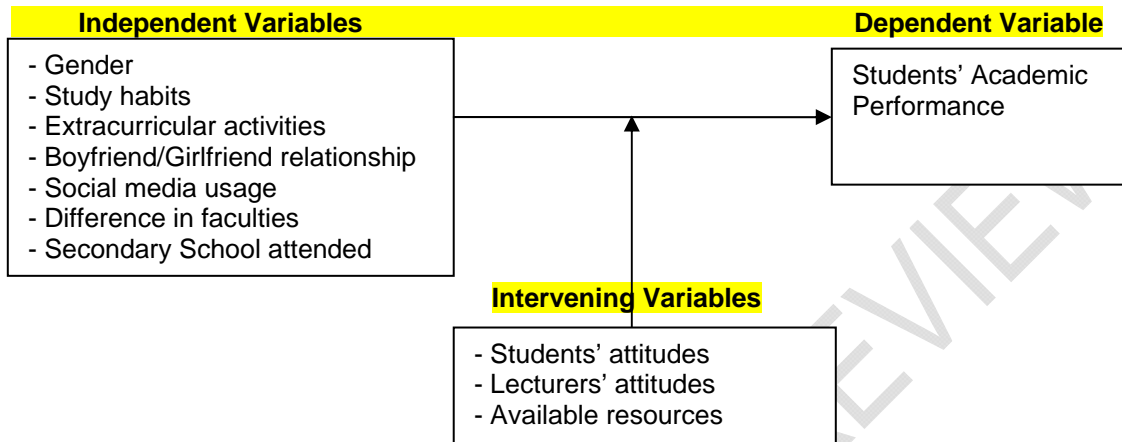 Independent Variables
Dependent Variable
- Gender
- Study habits
- Extracurricular activities
- Boyfriend/Girlfriend relationship
- Social media usage
- Difference in faculties
- Secondary School attended
Students’ Academic
Performance
Intervening Variables
- Students’ attitudes
- Lecturers’ attitudes
- Available resources